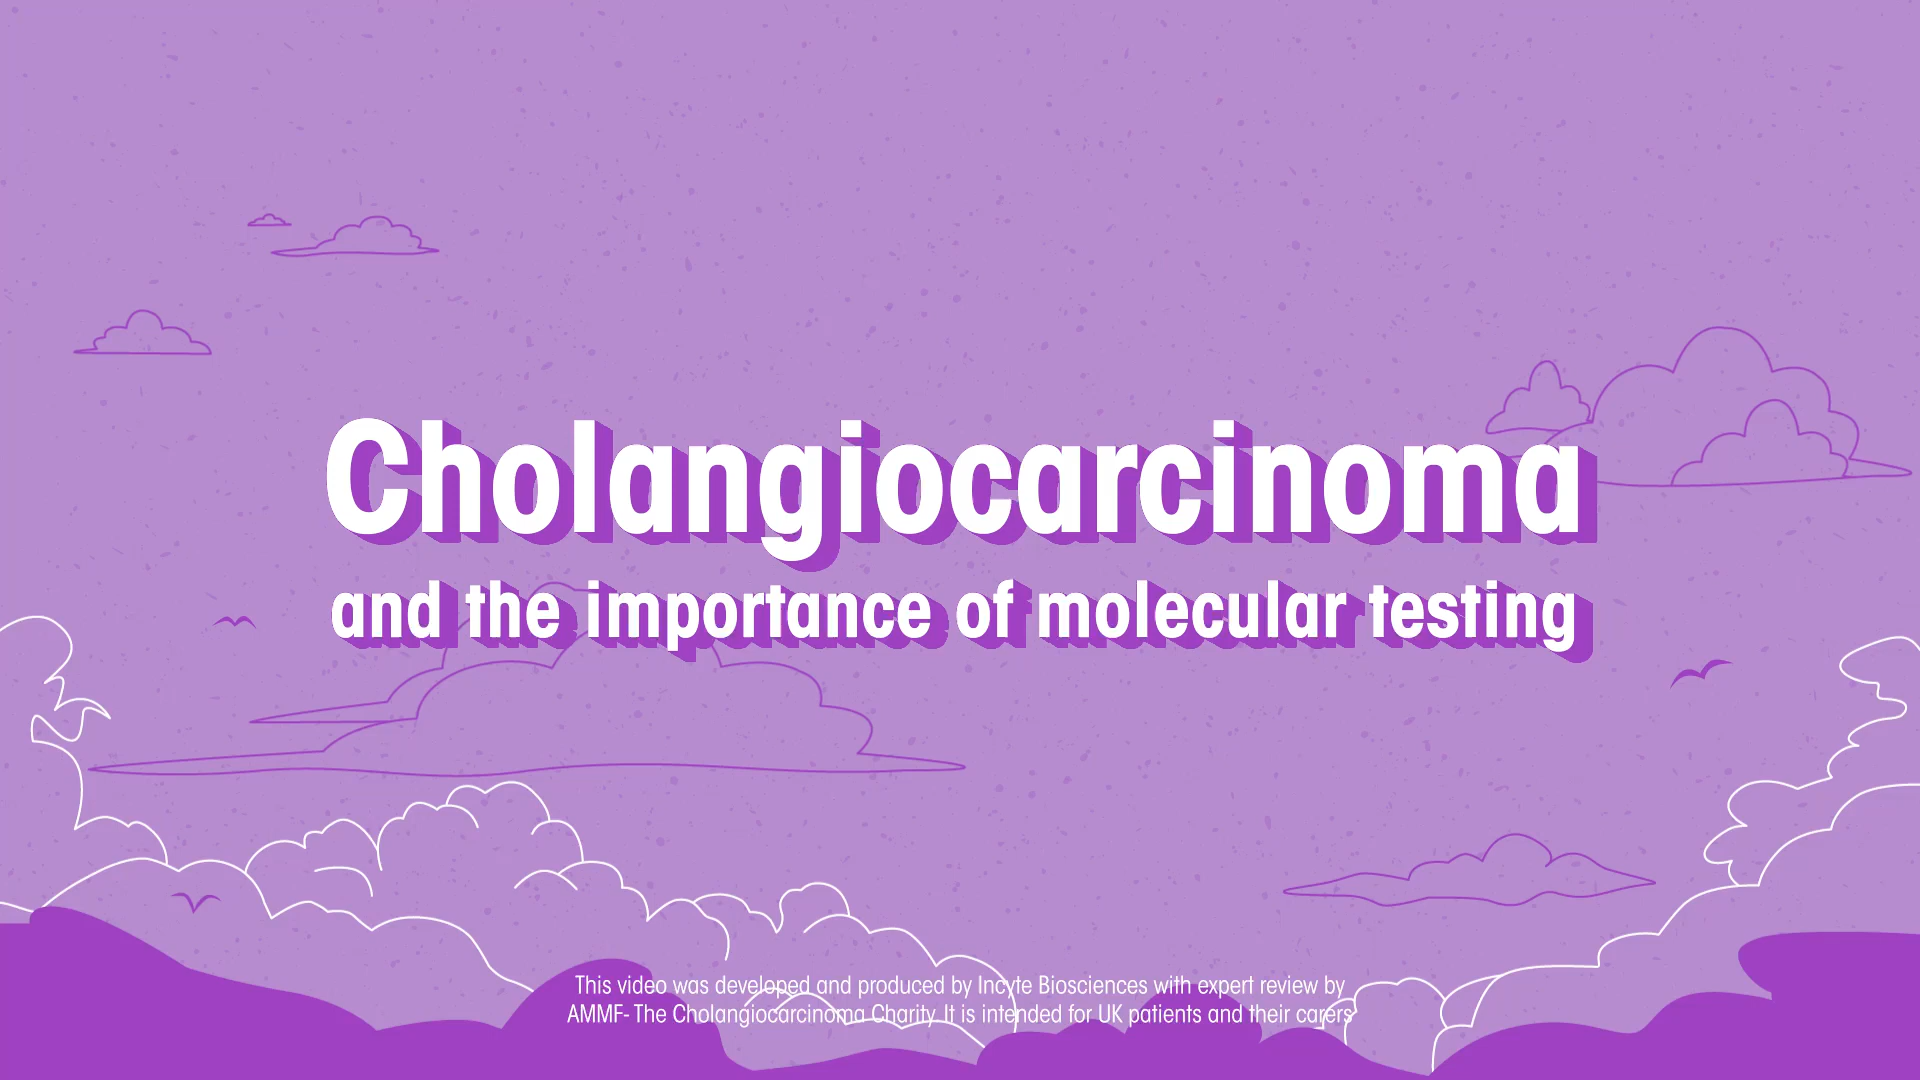 Cholangiocarcinoma
and the importance of molecular testing
This video was developed and produced by Incyte Biosciences with expert review by
AMMF- The Cholangiocarcinoma Charity. It is intended for UK patients and their carers